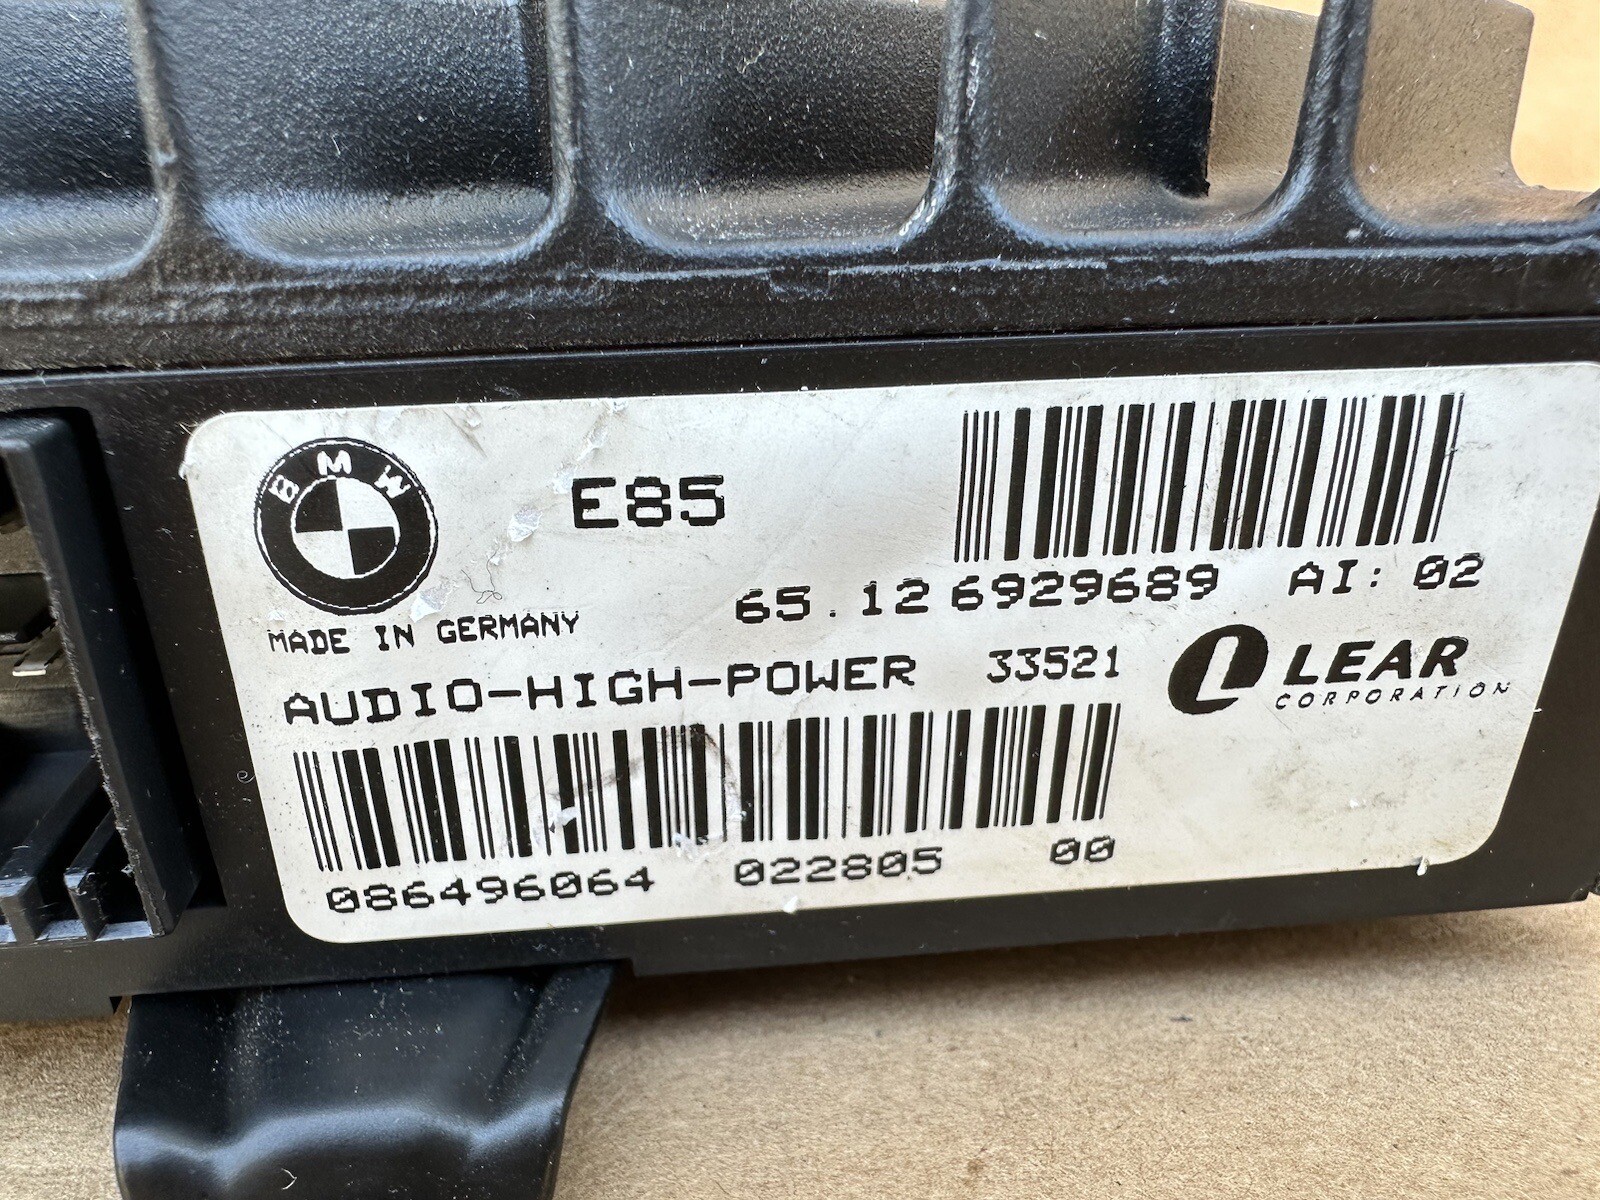 BMW
E85
65.12 6929689 AI: 02
MADE IN GERMANY
AUDIO-HIGH-POWER 33521
LEAR
CORPORATION
086496064 022805 00